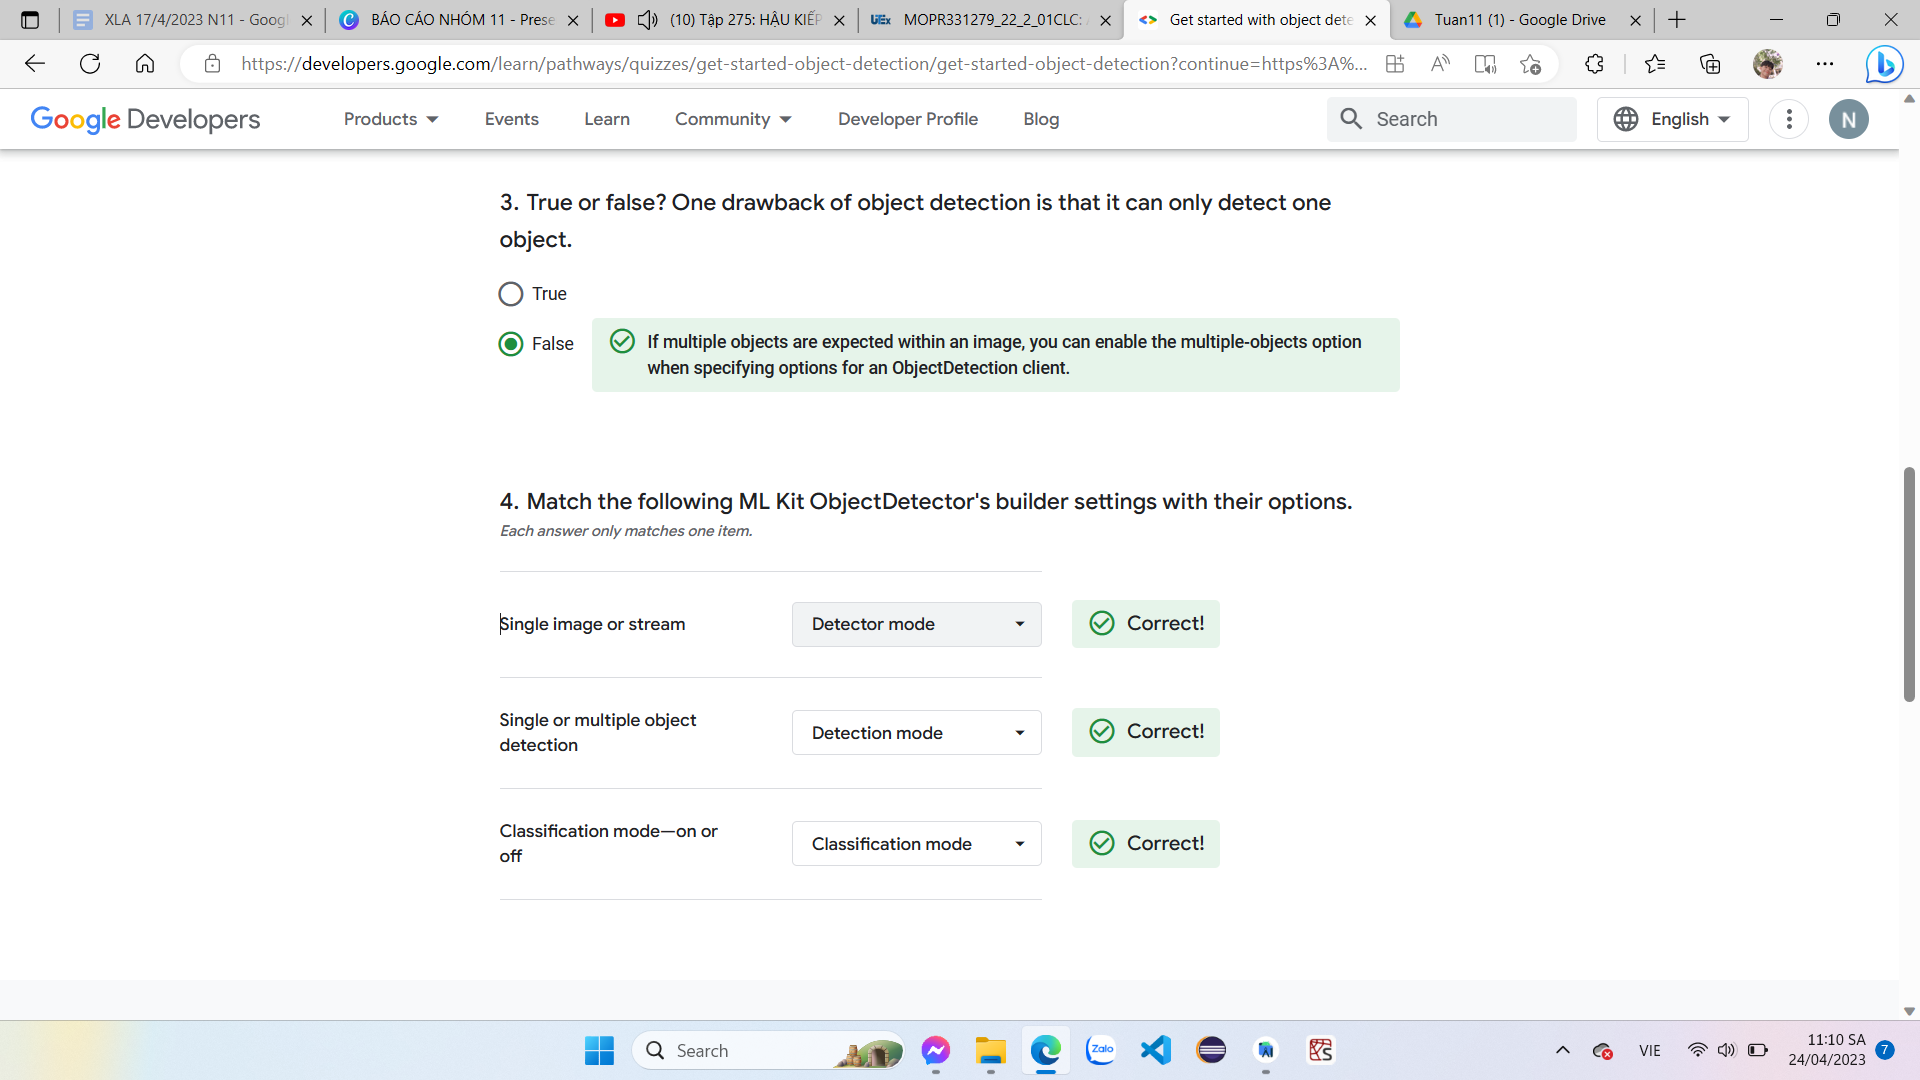 XLA 17/4/2023 N11 - Googl
BÁO CÁO NHÓM 11 - Prese
(10) Tập 275: HẬU KIẾP
UTEx MOPR331279_22_2_01CLC:
Get started with object dete
Tuan11 (1) - Google Drive
https://developers.google.com/learn/pathways/quizzes/get-started-object-detection/get-started-object-detection?continue=https%3A%...
Google Developers
Products
Events
Learn
Community
Developer Profile
Blog
Search
English
N
3. True or false? One drawback of object detection is that it can only detect one
object.
True
False
If multiple objects are expected within an image, you can enable the multiple-objects option
when specifying options for an ObjectDetection client.
4. Match the following ML Kit ObjectDetector's builder settings with their options.
Each answer only matches one item.
Single image or stream
Detector mode
Correct!
Single or multiple object
detection
Detection mode
Correct!
Classification mode—on or
off
Classification mode
Correct!
Search
Zalo
VIE
11:10 SA
24/04/2023
7